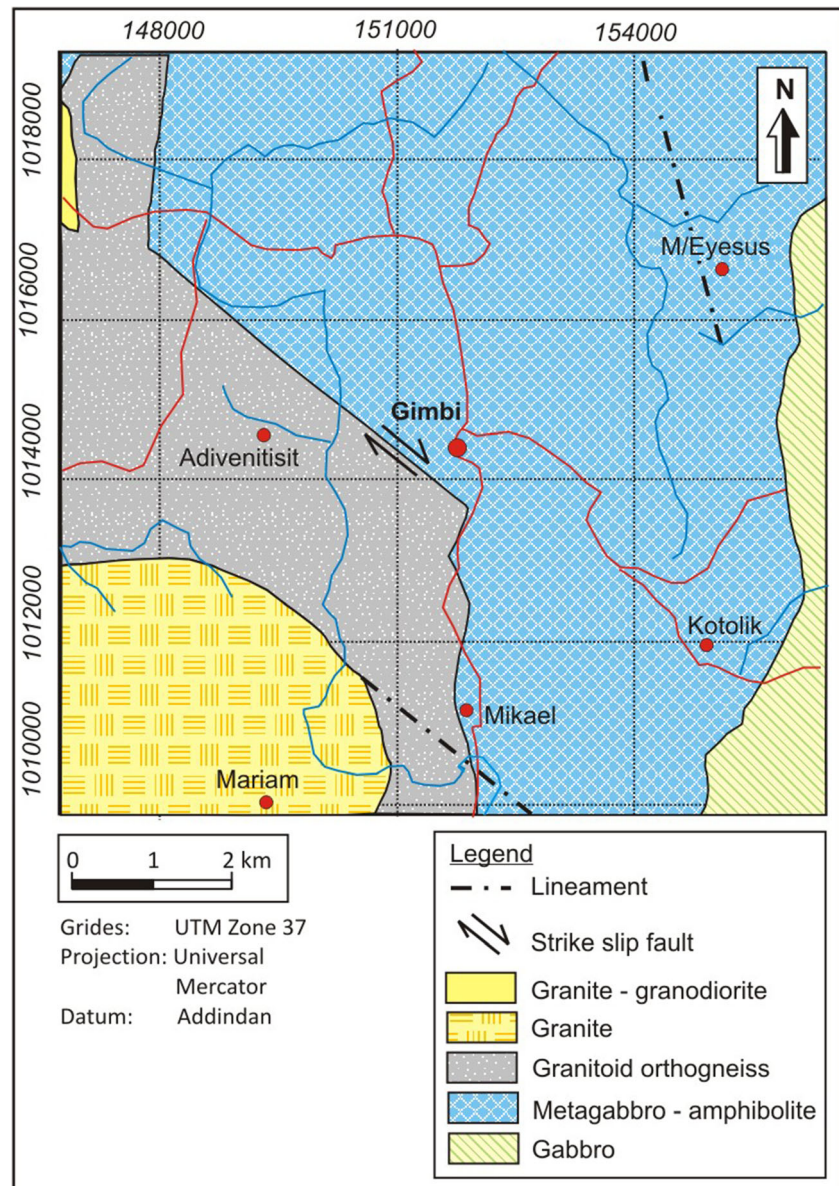 148000 151000 154000
1018000
N
M/Eyesus
1016000
Gimbi
1014000
Adivenitisit
1012000
Kotolik
Mikael
1010000
Mariam
0 1 2 km
Grides: UTM Zone 37
Projection: Universal
Mercator
Datum: Addindan
Legend
Lineament
Strike slip fault
Granite - granodiorite
Granite
Granitoid orthogneiss
Metagabbro - amphibolite
Gabbro